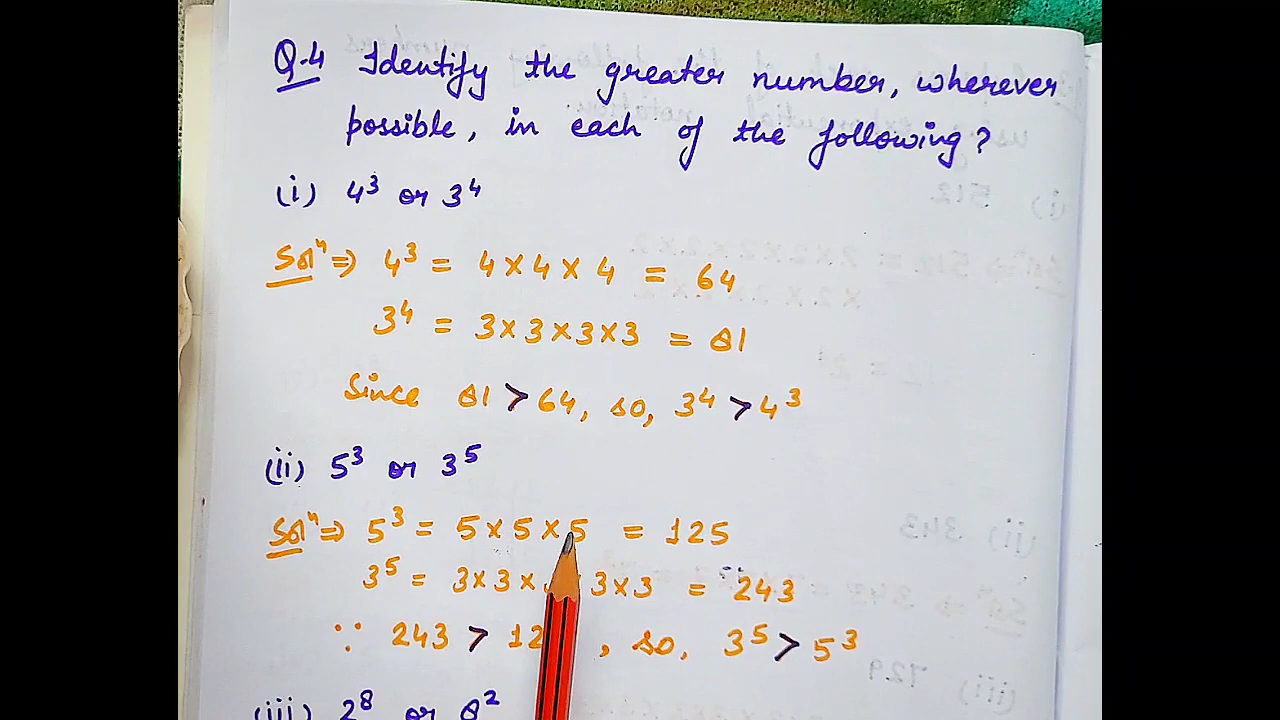 Q.4 Identify the greater number, wherever
possible, in each of the following?
(i) 4³ or 3⁴
Solⁿ ⇒ 4³ = 4 × 4 × 4 = 64
3⁴ = 3 × 3 × 3 × 3 = 81
Since 81 > 64, so, 3⁴ > 4³
(ii) 5³ or 3⁵
Solⁿ ⇒ 5³ = 5 × 5 × 5 = 125
3⁵ = 3 × 3 × 3 × 3 = 243
∵ 243 > 12 , so, 3⁵ > 5³
(iii) 2⁸ or 8²